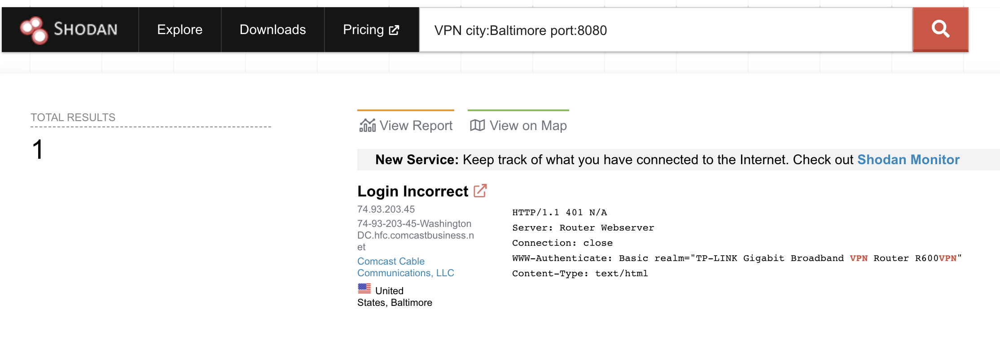 SHODAN
Explore
Downloads
Pricing
VPN city:Baltimore port:8080
TOTAL RESULTS
1
View Report
View on Map
New Service: Keep track of what you have connected to the Internet. Check out Shodan Monitor
Login Incorrect
74.93.203.45
74-93-203-45-Washington
DC.hfc.comcastbusiness.n
et
Comcast Cable
Communications, LLC
United
States, Baltimore
HTTP/1.1 401 N/A
Server: Router Webserver
Connection: close
WWW-Authenticate: Basic realm="TP-LINK Gigabit Broadband VPN Router R600VPN"
Content-Type: text/html